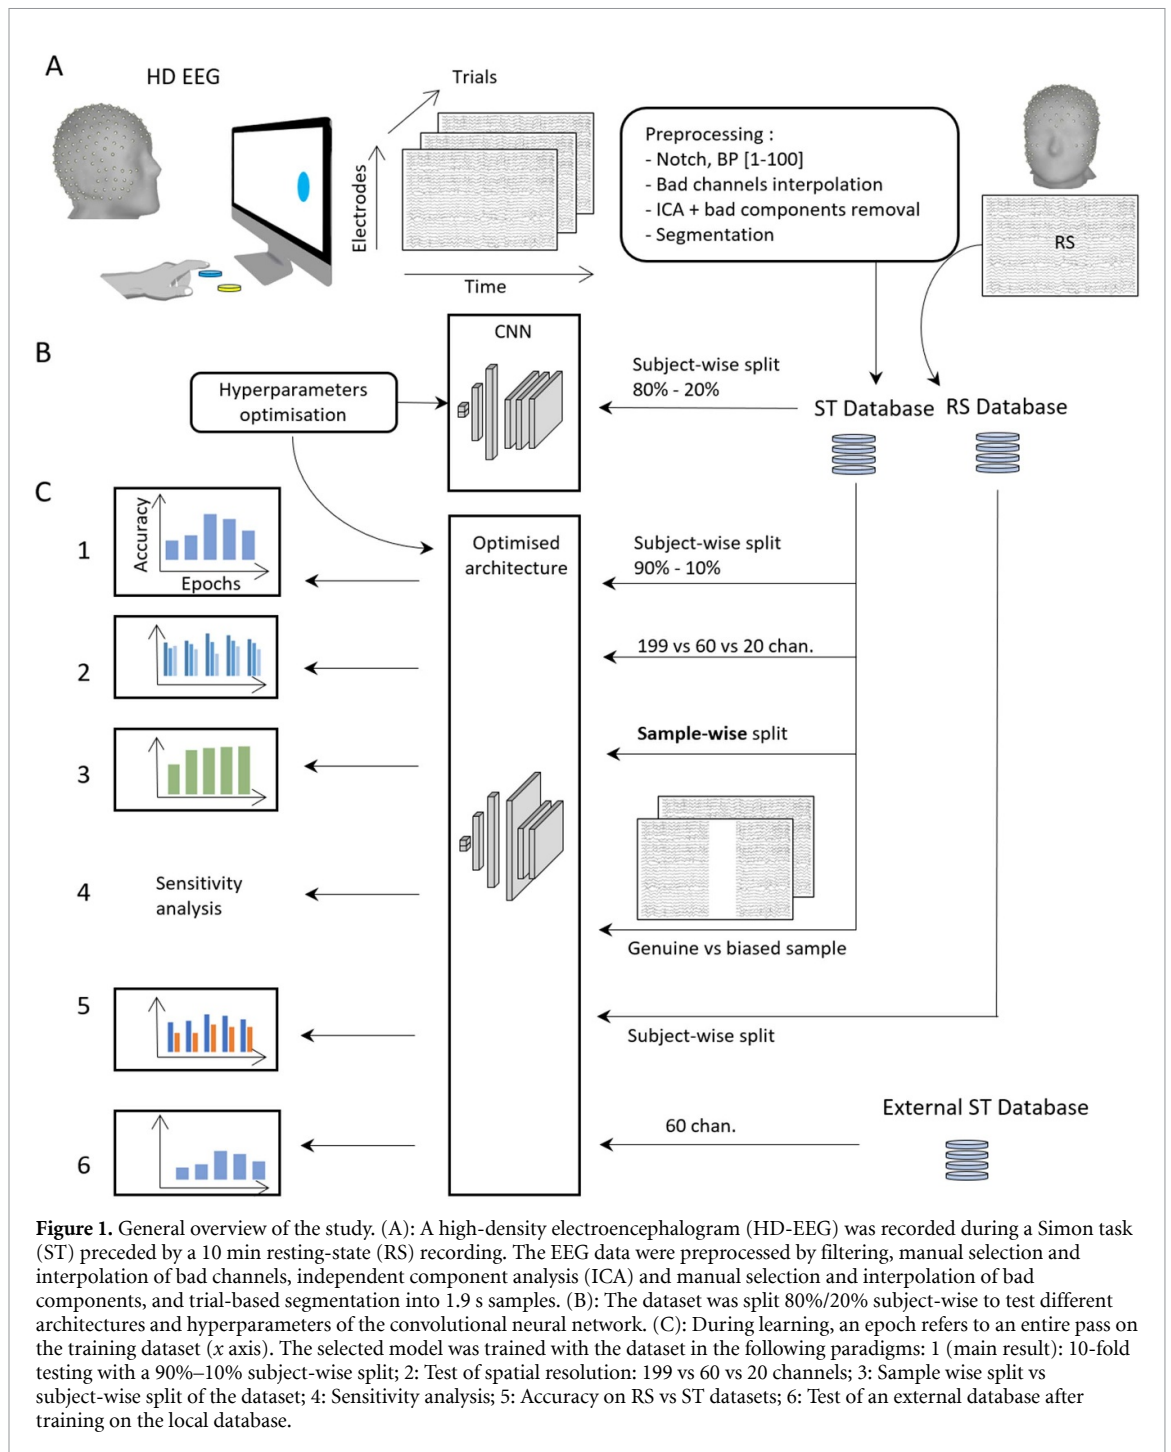 A
HD EEG
Trials
Electrodes
Time
Preprocessing :
- Notch, BP [1-100]
- Bad channels interpolation
- ICA + bad components removal
- Segmentation
RS
B
Hyperparameters
optimisation
CNN
Subject-wise split
80% - 20%
ST Database
RS Database
C
1
Accuracy
Epochs
Optimised
architecture
Subject-wise split
90% - 10%
2
199 vs 60 vs 20 chan.
3
Sample-wise split
4
Sensitivity
analysis
Genuine vs biased sample
5
Subject-wise split
External ST Database
6
60 chan.
Figure 1. General overview of the study. (A): A high-density electroencephalogram (HD-EEG) was recorded during a Simon task
(ST) preceded by a 10 min resting-state (RS) recording. The EEG data were preprocessed by filtering, manual selection and
interpolation of bad channels, independent component analysis (ICA) and manual selection and interpolation of bad
components, and trial-based segmentation into 1.9 s samples. (B): The dataset was split 80%/20% subject-wise to test different
architectures and hyperparameters of the convolutional neural network. (C): During learning, an epoch refers to an entire pass on
the training dataset (x axis). The selected model was trained with the dataset in the following paradigms: 1 (main result): 10-fold
testing with a 90%–10% subject-wise split; 2: Test of spatial resolution: 199 vs 60 vs 20 channels; 3: Sample wise split vs
subject-wise split of the dataset; 4: Sensitivity analysis; 5: Accuracy on RS vs ST datasets; 6: Test of an external database after
training on the local database.